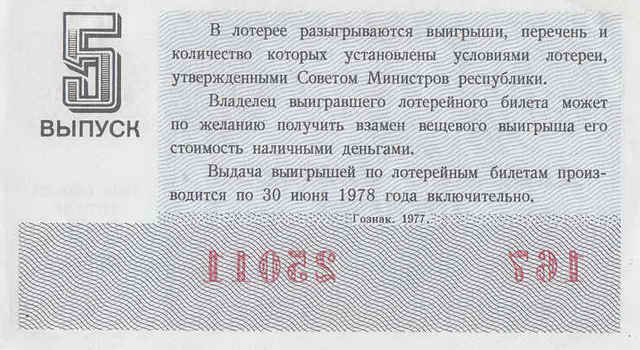 5
ВЫПУСК
В лотерее разыгрываются выигрыши, перечень и
количество которых установлены условиями лотереи,
утвержденными Советом Министров республики.
Владелец выигравшего лотерейного билета может
по желанию получить взамен вещевого выигрыша его
стоимость наличными деньгами.
Выдача выигрышей по лотерейным билетам произ-
водится по 30 июня 1978 года включительно.
Гознак. 1977.